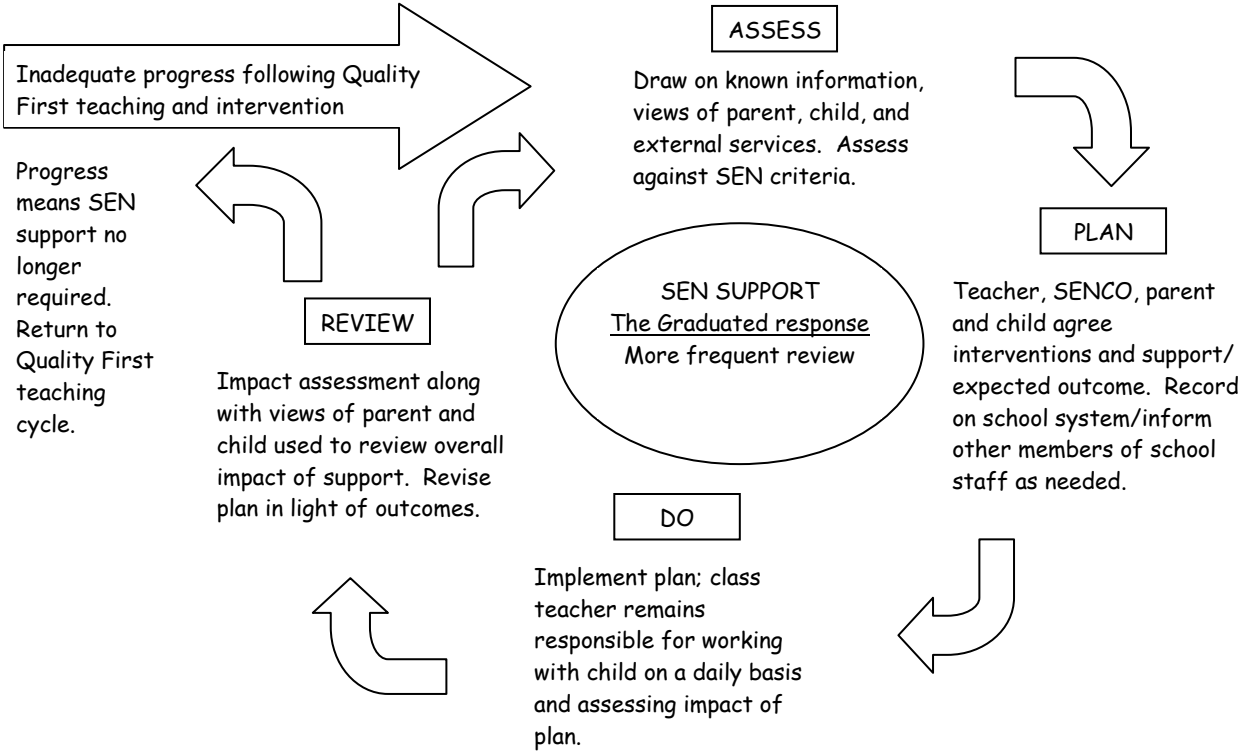 Inadequate progress following Quality
First teaching and intervention
ASSESS
Draw on known information,
views of parent, child, and
external services.  Assess
against SEN criteria.
PLAN
Teacher, SENCO, parent
and child agree
interventions and support/
expected outcome.  Record
on school system/inform
other members of school
staff as needed.
DO
Implement plan; class
teacher remains
responsible for working
with child on a daily basis
and assessing impact of
plan.
REVIEW
Impact assessment along
with views of parent and
child used to review overall
impact of support.  Revise
plan in light of outcomes.
Progress
means SEN
support no
longer
required.
Return to
Quality First
teaching
cycle.
SEN SUPPORT
The Graduated response
More frequent review